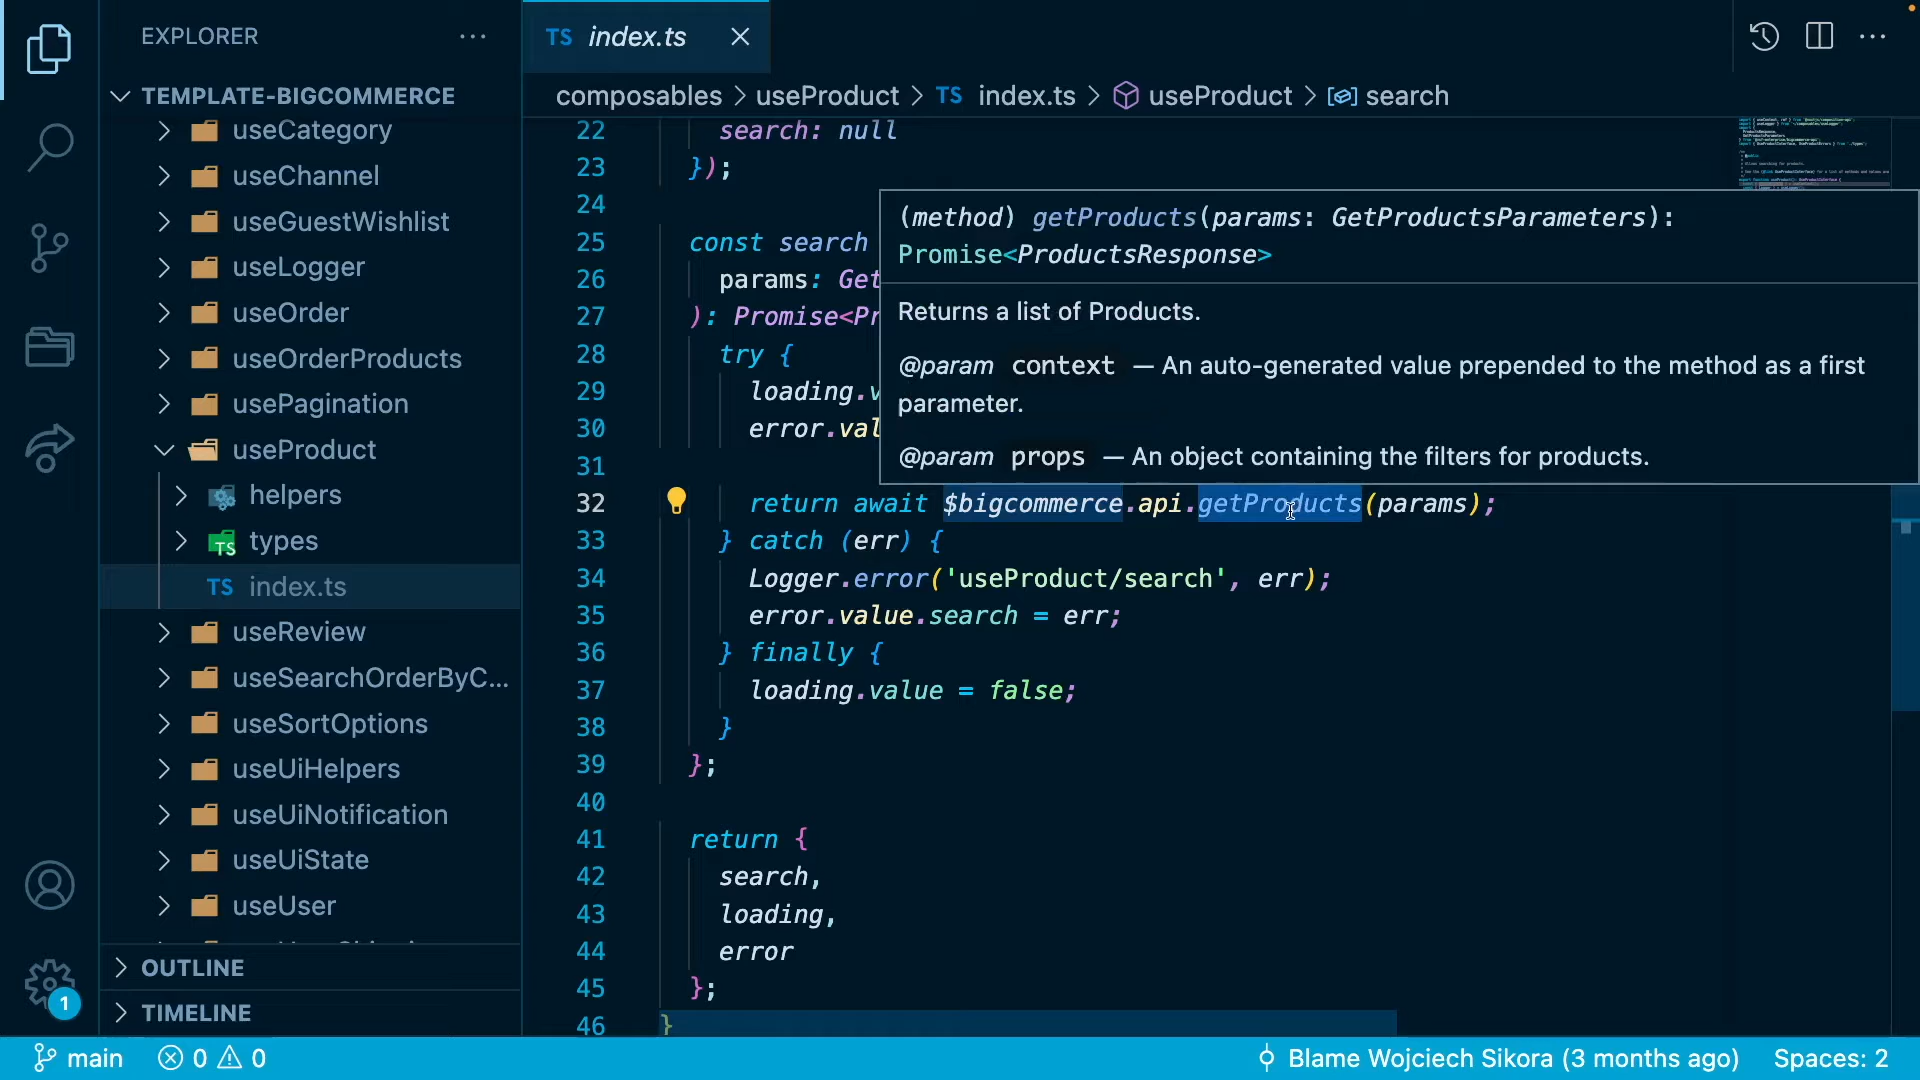 EXPLORER
TEMPLATE-BIGCOMMERCE
useCategory
useChannel
useGuestWishlist
useLogger
useOrder
useOrderProducts
usePagination
useProduct
helpers
TS types
TS index.ts
useReview
useSearchOrderByC...
useSortOptions
useUiHelpers
useUiNotification
useUiState
useUser
OUTLINE
TIMELINE
1
TS index.ts
composables > useProduct > TS index.ts > useProduct > search
22 search: null
23 });
24
25 const search
26 params: Get
27 ): Promise<Pr
28 try {
29 loading.v
30 error.val
31
32 return await $bigcommerce.api.getProducts(params);
33 } catch (err) {
34 Logger.error('useProduct/search', err);
35 error.value.search = err;
36 } finally {
37 loading.value = false;
38 }
39 };
40
41 return {
42 search,
43 loading,
44 error
45 };
46 }
(method) getProducts(params: GetProductsParameters):
Promise<ProductsResponse>
Returns a list of Products.
@param context — An auto-generated value prepended to the method as a first
parameter.
@param props — An object containing the filters for products.
main 0 0
Blame Wojciech Sikora (3 months ago) Spaces: 2